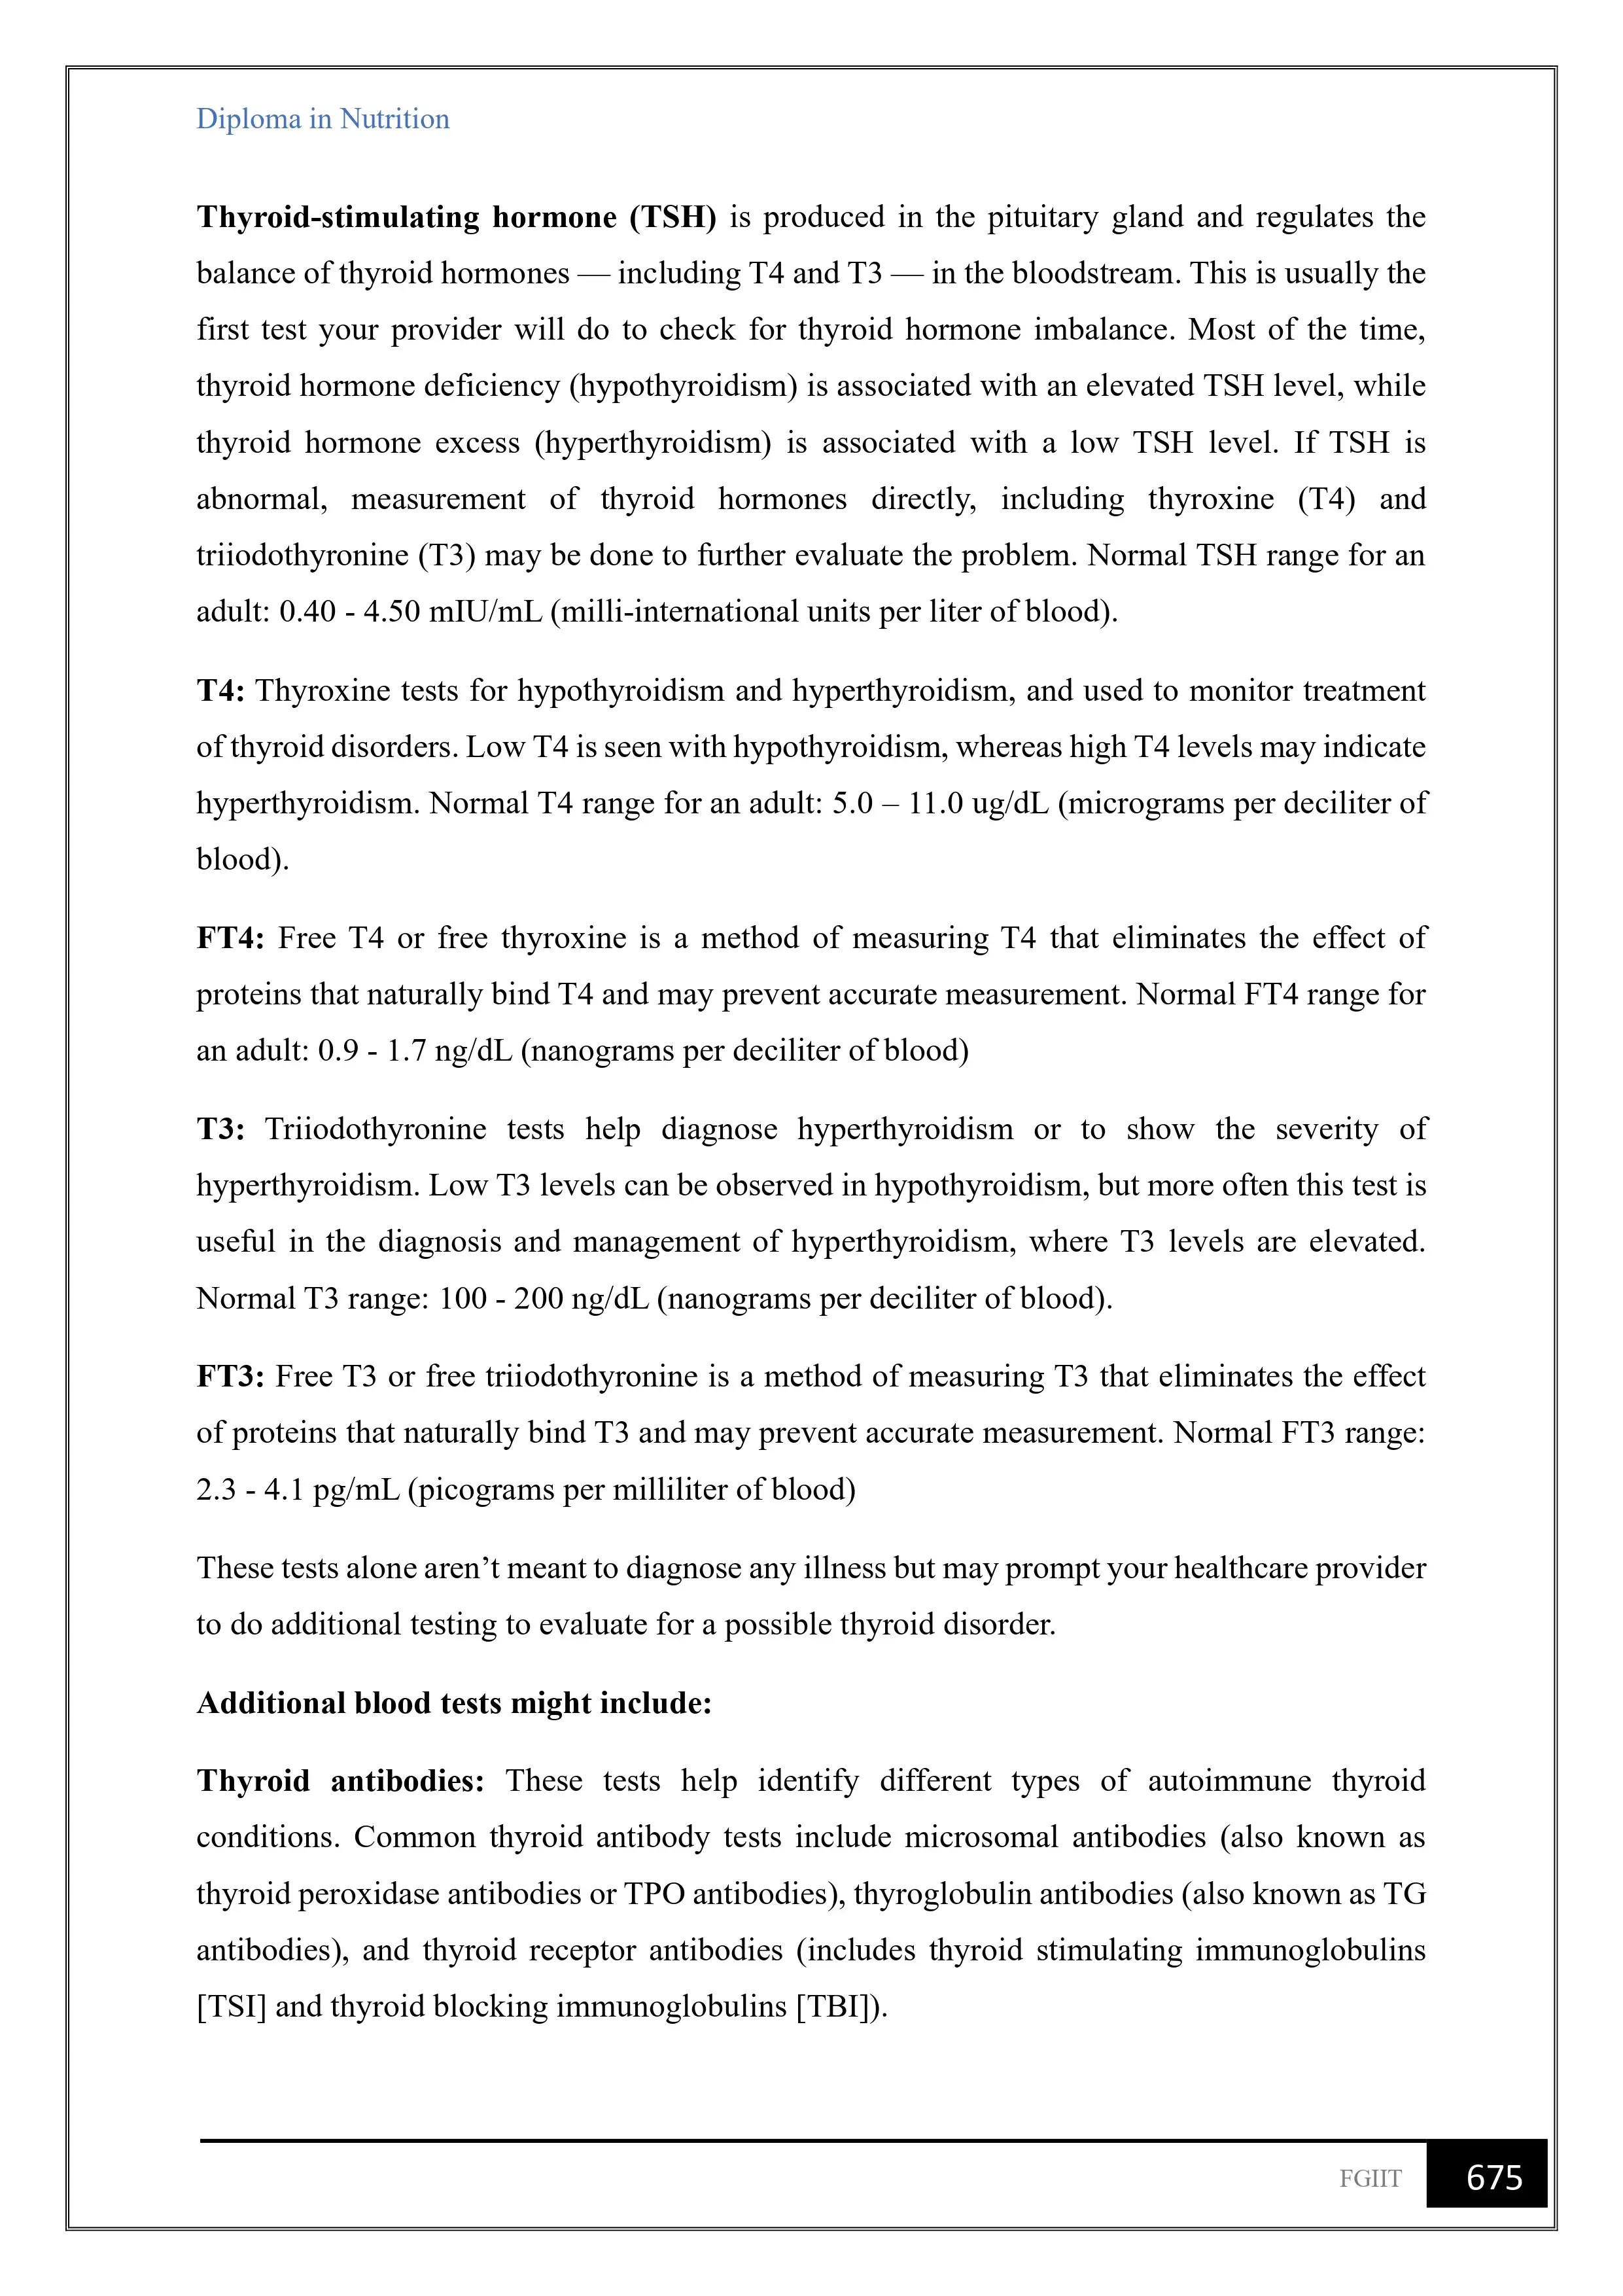 Diploma in Nutrition
Thyroid-stimulating hormone (TSH) is produced in the pituitary gland and regulates the
balance of thyroid hormones — including T4 and T3 — in the bloodstream. This is usually the
first test your provider will do to check for thyroid hormone imbalance. Most of the time,
thyroid hormone deficiency (hypothyroidism) is associated with an elevated TSH level, while
thyroid hormone excess (hyperthyroidism) is associated with a low TSH level. If TSH is
abnormal, measurement of thyroid hormones directly, including thyroxine (T4) and
triiodothyronine (T3) may be done to further evaluate the problem. Normal TSH range for an
adult: 0.40 - 4.50 mIU/mL (milli-international units per liter of blood).
T4: Thyroxine tests for hypothyroidism and hyperthyroidism, and used to monitor treatment
of thyroid disorders. Low T4 is seen with hypothyroidism, whereas high T4 levels may indicate
hyperthyroidism. Normal T4 range for an adult: 5.0 – 11.0 ug/dL (micrograms per deciliter of
blood).
FT4: Free T4 or free thyroxine is a method of measuring T4 that eliminates the effect of
proteins that naturally bind T4 and may prevent accurate measurement. Normal FT4 range for
an adult: 0.9 - 1.7 ng/dL (nanograms per deciliter of blood)
T3: Triiodothyronine tests help diagnose hyperthyroidism or to show the severity of
hyperthyroidism. Low T3 levels can be observed in hypothyroidism, but more often this test is
useful in the diagnosis and management of hyperthyroidism, where T3 levels are elevated.
Normal T3 range: 100 - 200 ng/dL (nanograms per deciliter of blood).
FT3: Free T3 or free triiodothyronine is a method of measuring T3 that eliminates the effect
of proteins that naturally bind T3 and may prevent accurate measurement. Normal FT3 range:
2.3 - 4.1 pg/mL (picograms per milliliter of blood)
These tests alone aren’t meant to diagnose any illness but may prompt your healthcare provider
to do additional testing to evaluate for a possible thyroid disorder.
Additional blood tests might include:
Thyroid antibodies: These tests help identify different types of autoimmune thyroid
conditions. Common thyroid antibody tests include microsomal antibodies (also known as
thyroid peroxidase antibodies or TPO antibodies), thyroglobulin antibodies (also known as TG
antibodies), and thyroid receptor antibodies (includes thyroid stimulating immunoglobulins
[TSI] and thyroid blocking immunoglobulins [TBI]).
FGIIT 675